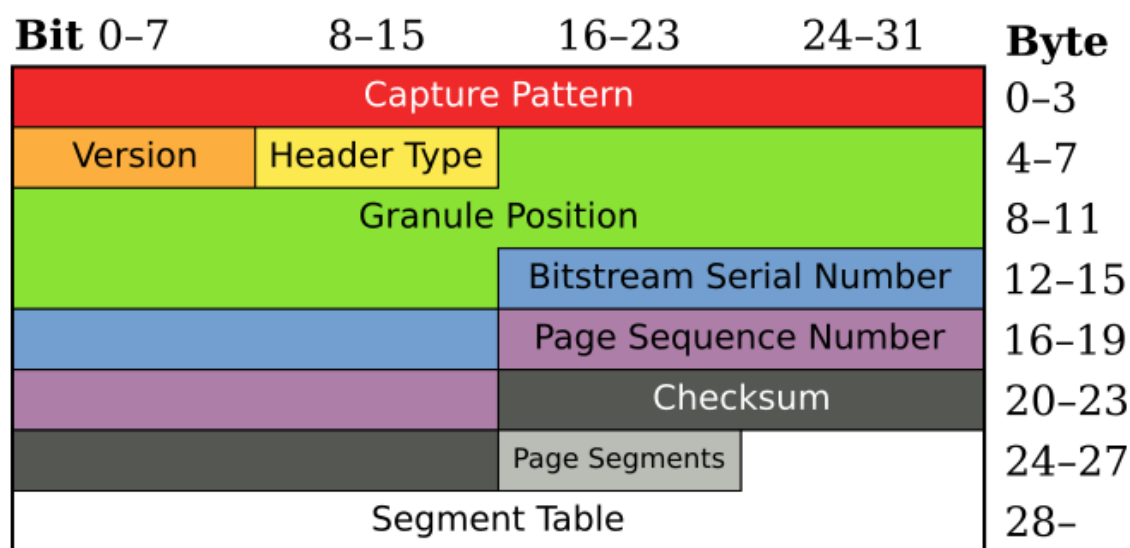 Bit 0–7 8–15 16–23 24–31 Byte
Capture Pattern 0–3
Version Header Type 4–7
Granule Position 8–11
Bitstream Serial Number 12–15
Page Sequence Number 16–19
Checksum 20–23
Page Segments 24–27
Segment Table 28–